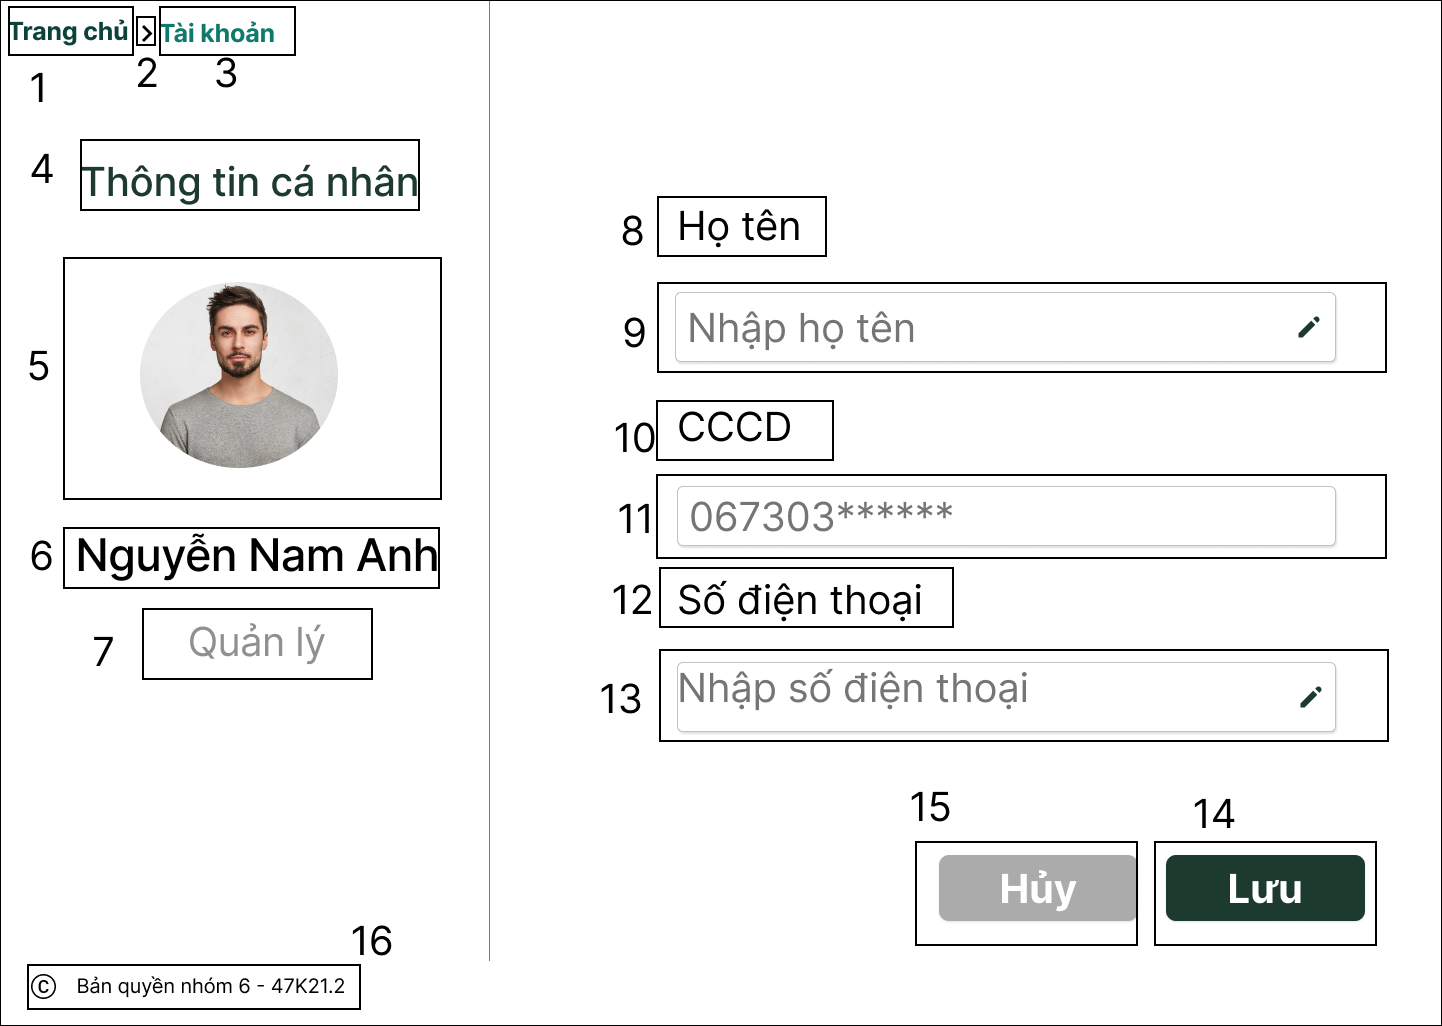 Trang chủ > Tài khoản
1
2
3
4
Thông tin cá nhân
5
6
Nguyễn Nam Anh
7
Quản lý
8
Họ tên
9
Nhập họ tên
10
CCCD
11
067303******
12
Số điện thoại
13
Nhập số điện thoại
15
14
Hủy
Lưu
16
© Bản quyền nhóm 6 - 47K21.2